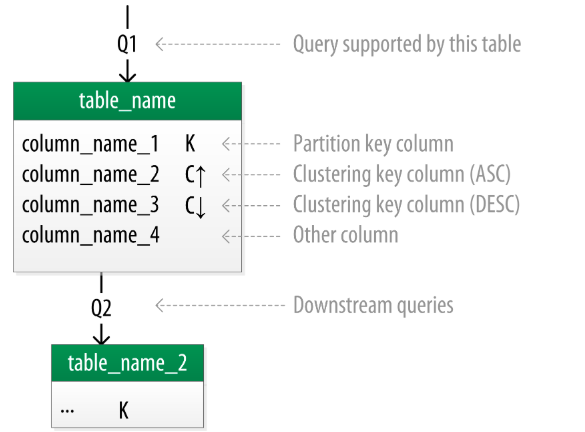 Q1 Query supported by this table
table_name
column_name_1 K Partition key column
column_name_2 C↑ Clustering key column (ASC)
column_name_3 C↓ Clustering key column (DESC)
column_name_4 Other column
Q2 Downstream queries
table_name_2
... K